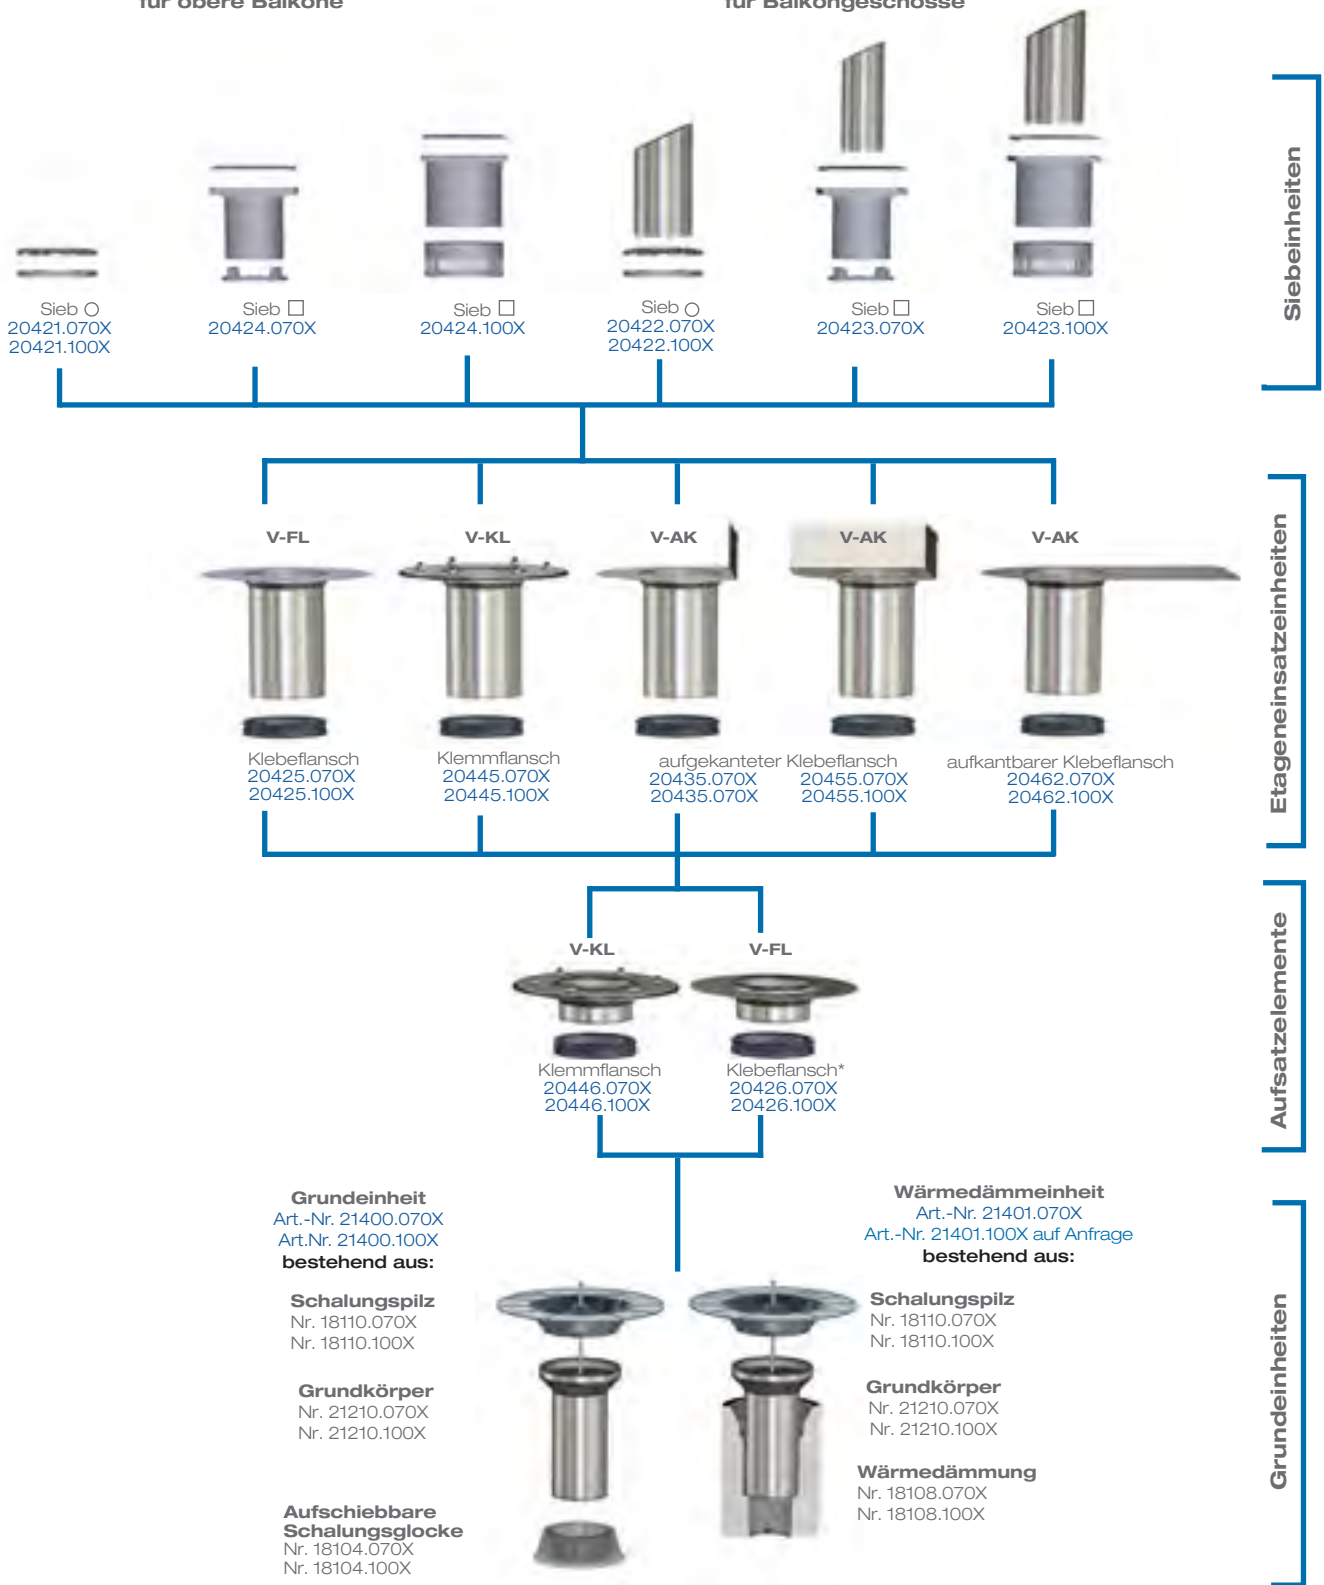 für obere Balkone
für Balkongeschosse
Sieb
20421.070X
20421.100X
Sieb
20424.070X
Sieb
20424.100X
Sieb
20422.070X
20422.100X
Sieb
20423.070X
Sieb
20423.100X
Siebeinheiten
V-FL
V-KL
V-AK
V-AK
V-AK
Klebeflansch
20425.070X
20425.100X
Klemmflansch
20445.070X
20445.100X
aufgekanteter Klebeflansch
20435.070X
20435.070X
20455.070X
20455.100X
aufkantbarer Klebeflansch
20462.070X
20462.100X
Etageneinsatzeinheiten
V-KL
V-FL
Klemmflansch
20446.070X
20446.100X
Klebeflansch*
20426.070X
20426.100X
Aufsatzelemente
Grundeinheit
Art.-Nr. 21400.070X
Art.Nr. 21400.100X
bestehend aus:
Schalungspilz
Nr. 18110.070X
Nr. 18110.100X
Grundkörper
Nr. 21210.070X
Nr. 21210.100X
Aufschiebbare
Schalungsglocke
Nr. 18104.070X
Nr. 18104.100X
Wärmedämmeinheit
Art.-Nr. 21401.070X
Art.-Nr. 21401.100X auf Anfrage
bestehend aus:
Schalungspilz
Nr. 18110.070X
Nr. 18110.100X
Grundkörper
Nr. 21210.070X
Nr. 21210.100X
Wärmedämmung
Nr. 18108.070X
Nr. 18108.100X
Grundeinheiten